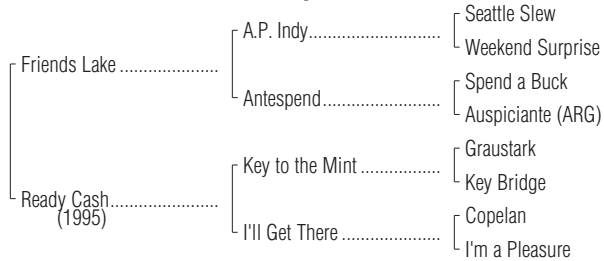 Seattle Slew
A.P. Indy
Weekend Surprise
Friends Lake
Spend a Buck
Antespend
Auspiciante (ARG)
Graustark
Key to the Mint
Key Bridge
Ready Cash
(1995)
Copelan
I'll Get There
I'm a Pleasure